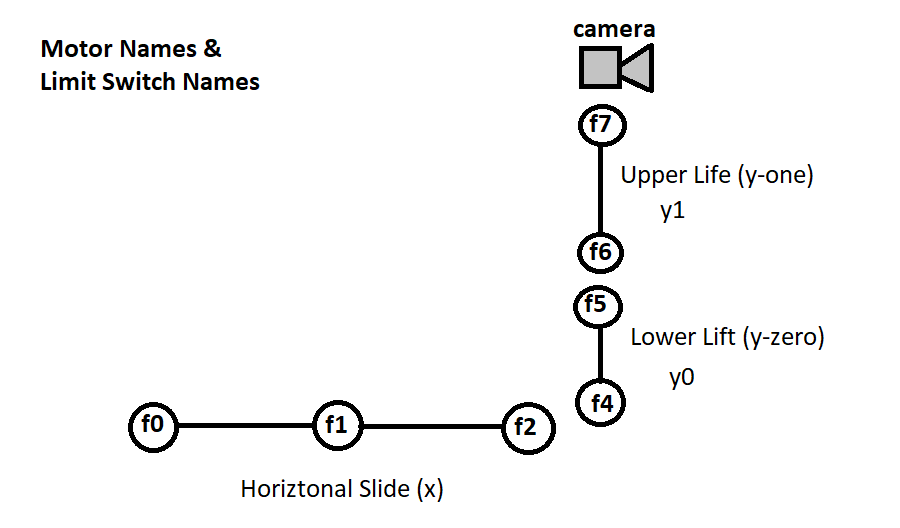 Motor Names &
Limit Switch Names
camera
f7
Upper Life (y-one)
y1
f6
f5
Lower Lift (y-zero)
y0
f4
f0
f1
f2
Horiztonal Slide (x)